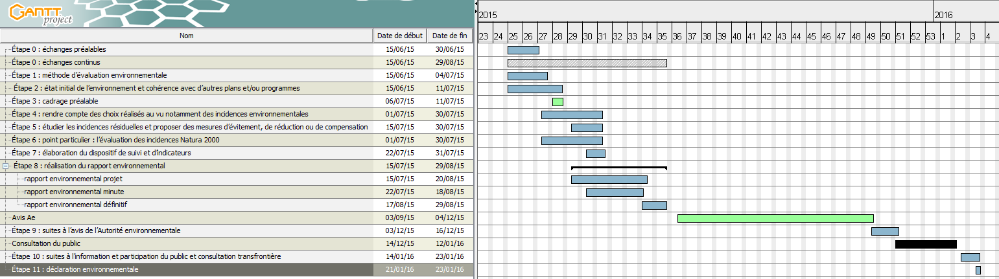 GANTT project
2015 2016
23 24 25 26 27 28 29 30 31 32 33 34 35 36 37 38 39 40 41 42 43 44 45 46 47 48 49 50 51 52 53 1 2 3 4
Nom Date de début Date de fin
Étape 0 : échanges préalables 15/06/15 30/06/15
Étape 0 : échanges continus 15/06/15 29/08/15
Étape 1 : méthode d'évaluation environnementale 15/06/15 04/07/15
Étape 2 : état initial de l'environnement et cohérence avec d'autres plans et/ou programmes 15/06/15 11/07/15
Étape 3 : cadrage préalable 06/07/15 11/07/15
Étape 4 : rendre compte des choix réalisés au vu notamment des incidences environnementales 01/07/15 30/07/15
Étape 5 : étudier les incidences résiduelles et proposer des mesures d'évitement, de réduction ou de compensation 15/07/15 30/07/15
Étape 6 : point particulier : l'évaluation des incidences Natura 2000 01/07/15 30/07/15
Étape 7 : élaboration du dispositif de suivi et d'indicateurs 22/07/15 31/07/15
Étape 8 : réalisation du rapport environnemental 15/07/15 29/08/15
rapport environnemental projet 15/07/15 20/08/15
rapport environnemental minute 22/07/15 18/08/15
rapport environnemental définitif 17/08/15 29/08/15
Avis Ae 03/09/15 04/12/15
Étape 9 : suites à l'avis de l'Autorité environnementale 03/12/15 16/12/15
Consultation du public 14/12/15 12/01/16
Étape 10 : suites à l'information et participation du public et consultation transfrontière 14/01/16 23/01/16
Étape 11 : déclaration environnementale 21/01/16 23/01/16